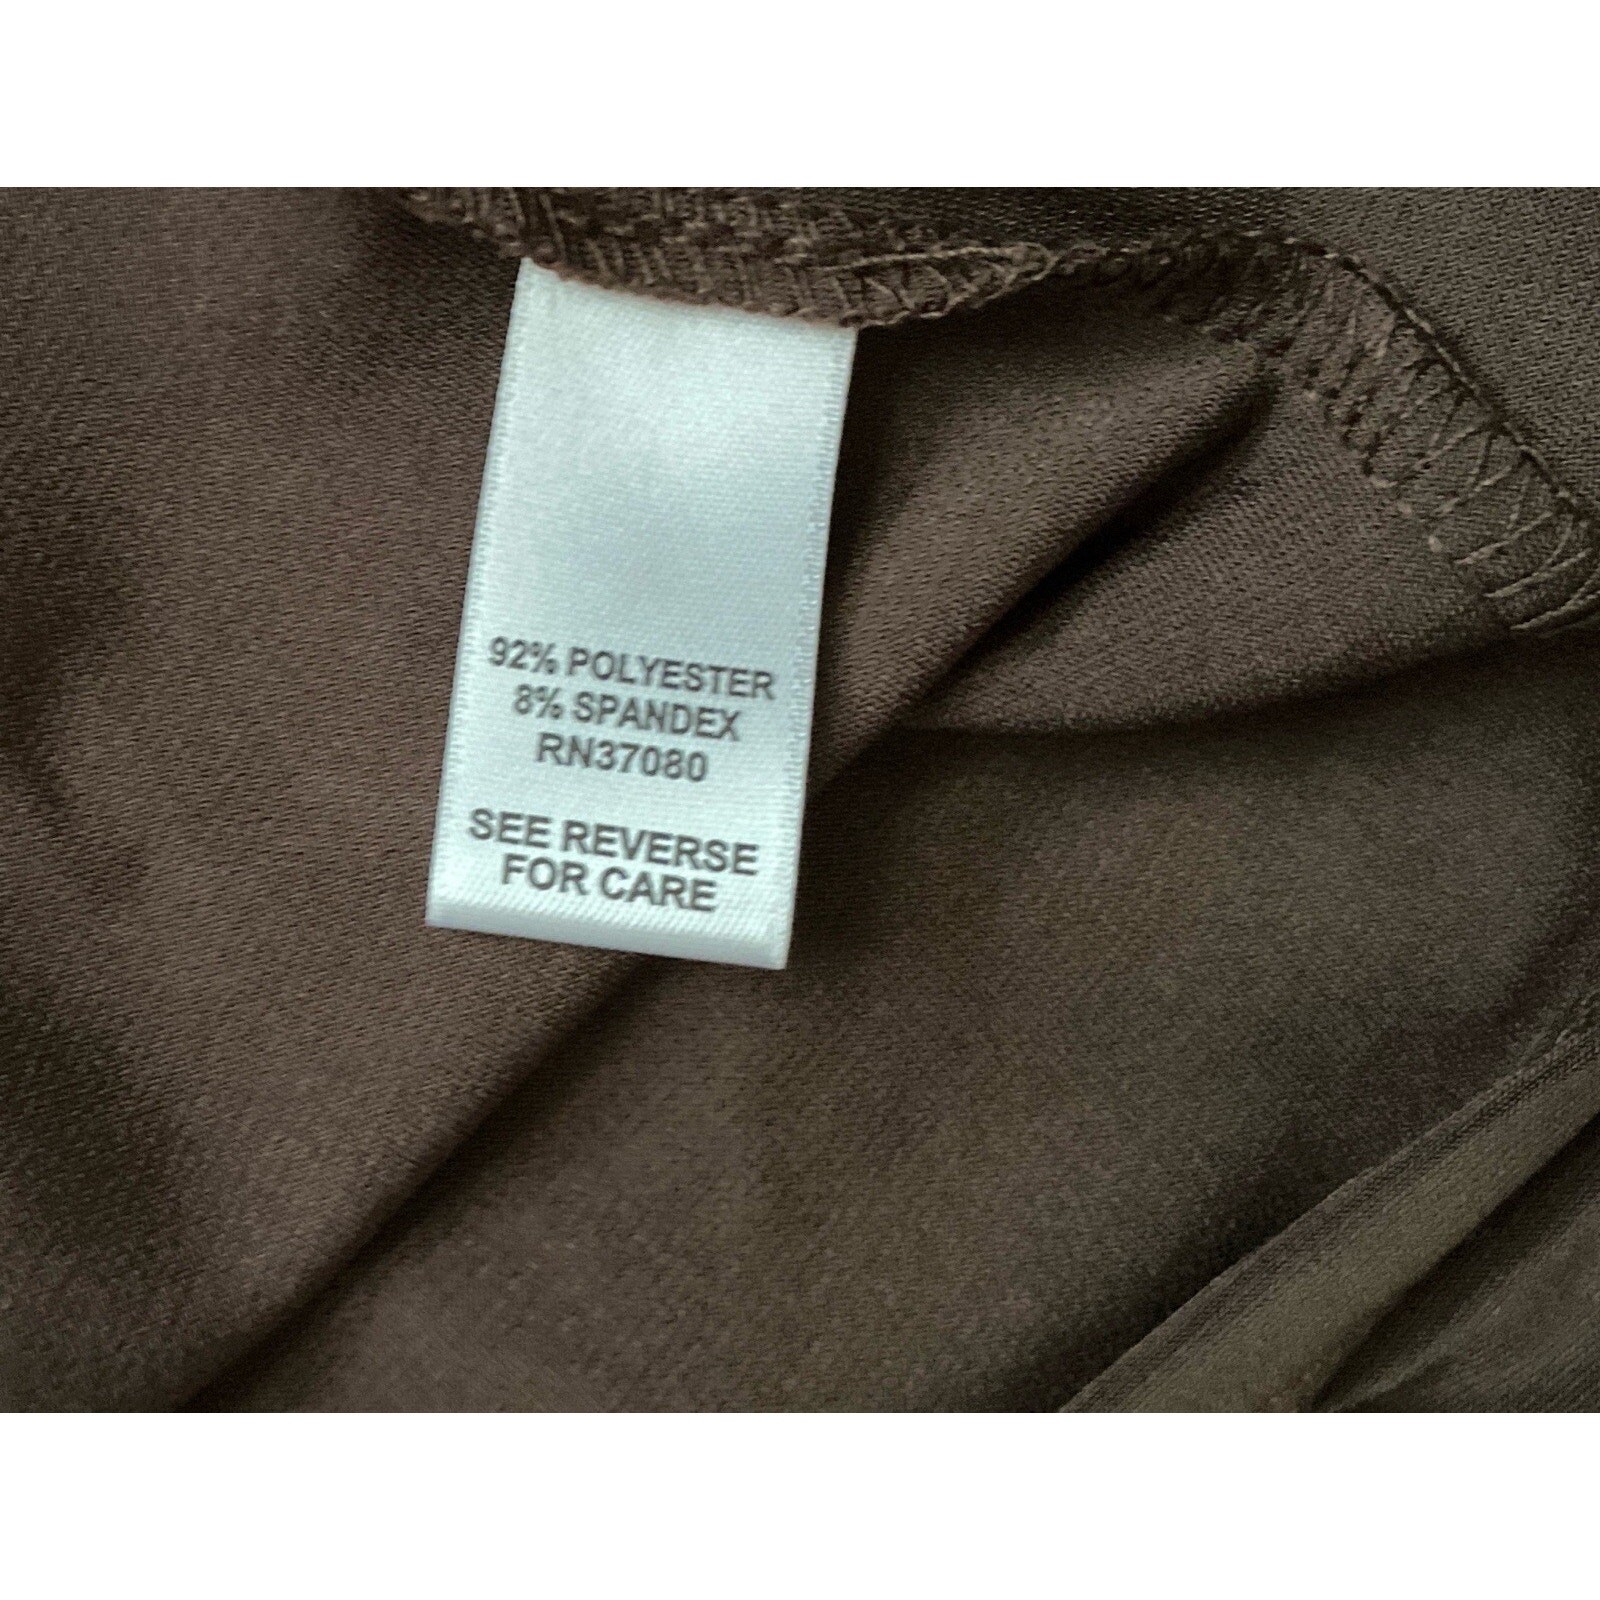 92% POLYESTER
8% SPANDEX
RN37080
SEE REVERSE
FOR CARE